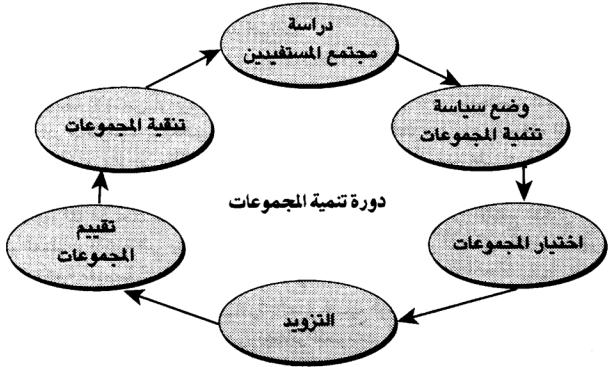 دراسة
مجتمع المستفيدين
وضع سياسة
تنمية المجموعات
اختيار المجموعات
التزويد
تقييم
المجموعات
تنقية المجموعات
دورة تنمية المجموعات